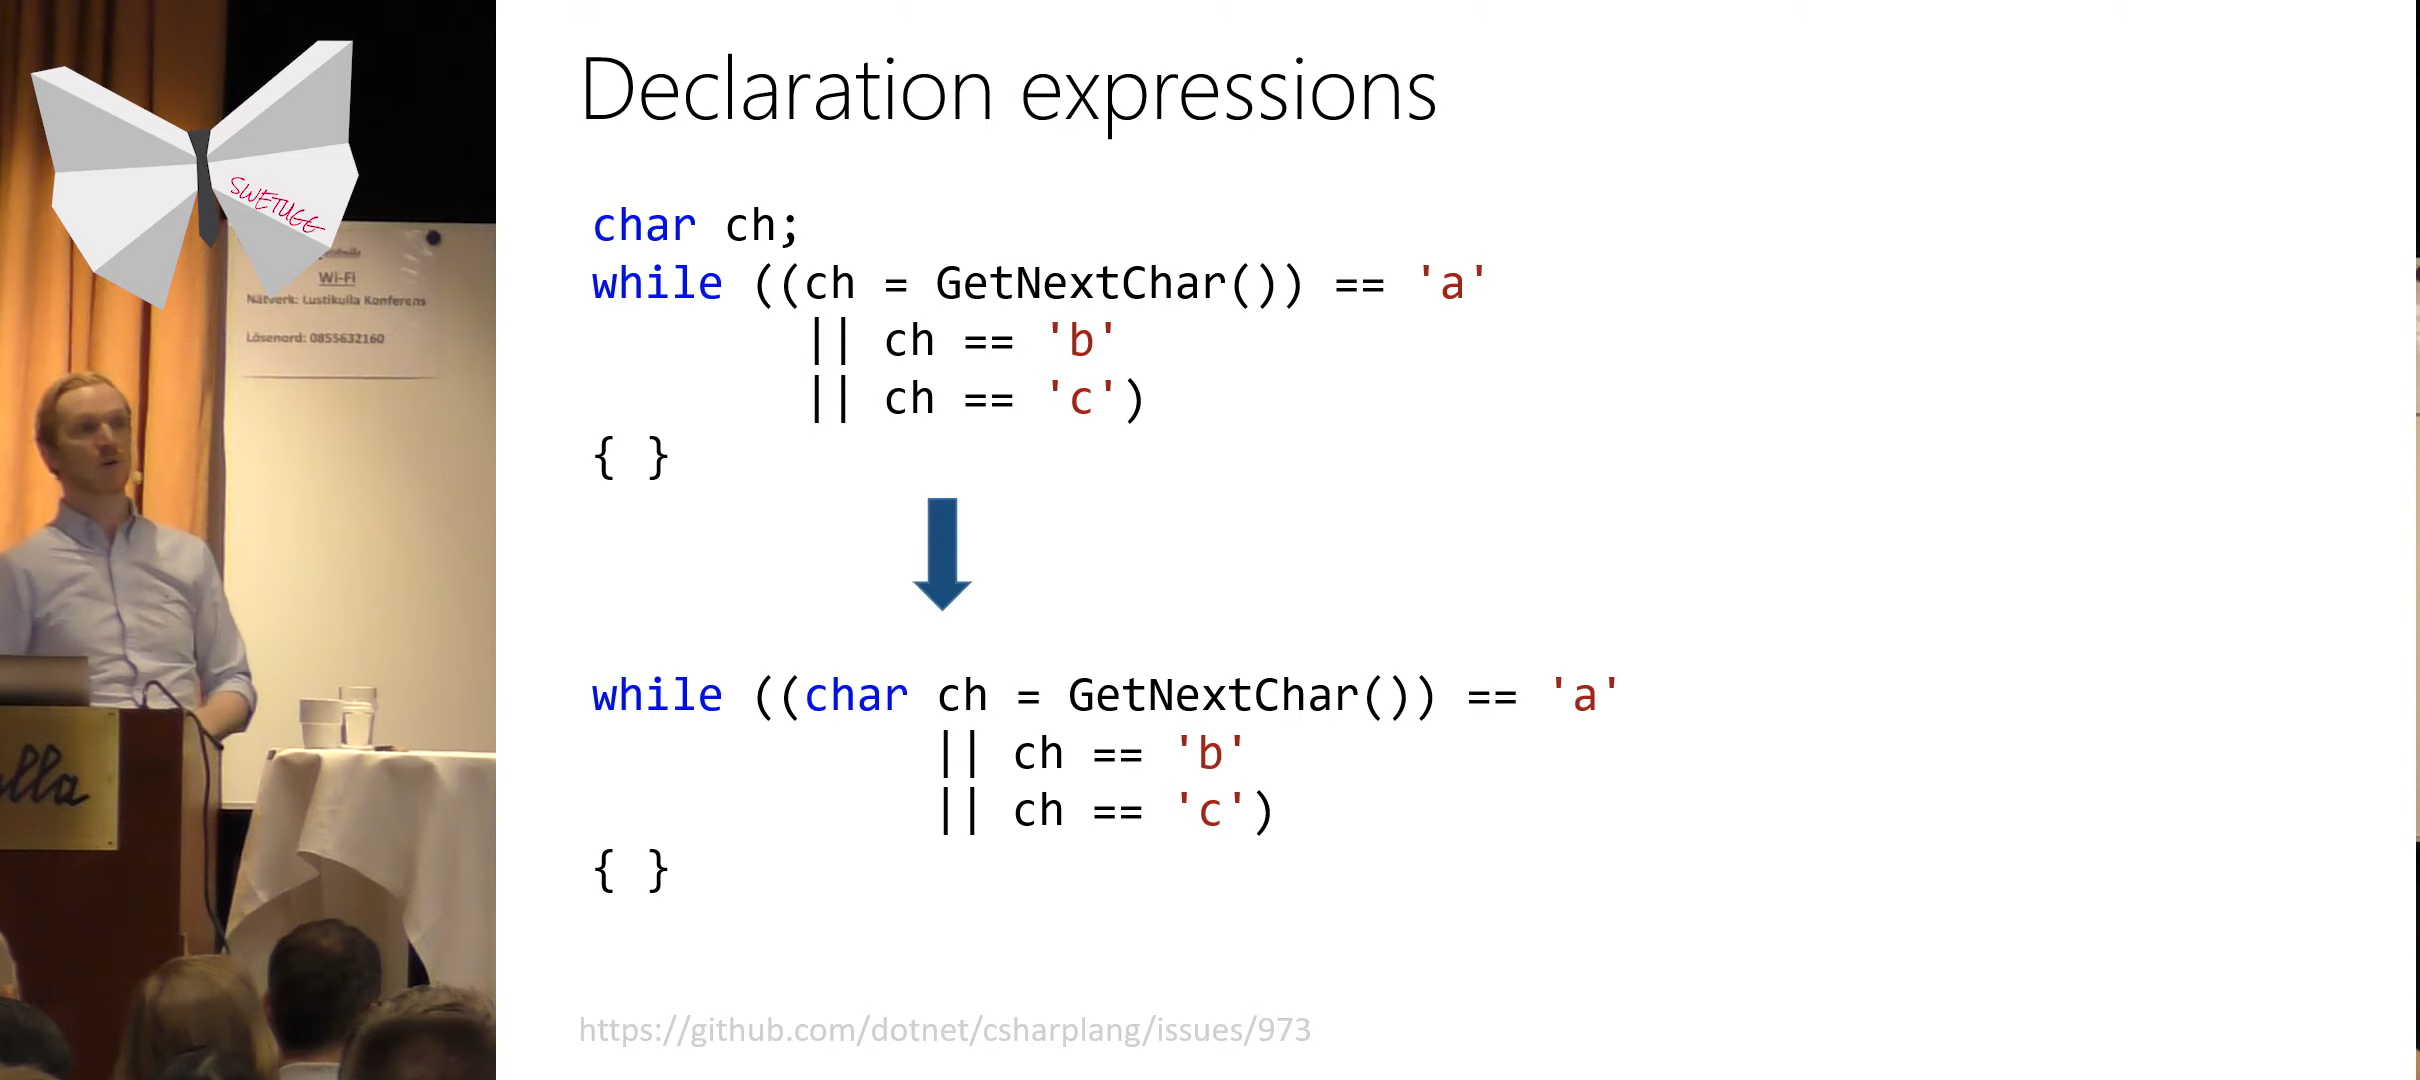 SWETUGG
Wi-Fi
Nätverk: Lustikulla Konferens
Lösenord: 0855632160
lla
Declaration expressions
char ch;
while ((ch = GetNextChar()) == 'a'
|| ch == 'b'
|| ch == 'c')
{ }
while ((char ch = GetNextChar()) == 'a'
|| ch == 'b'
|| ch == 'c')
{ }
https://github.com/dotnet/csharplang/issues/973